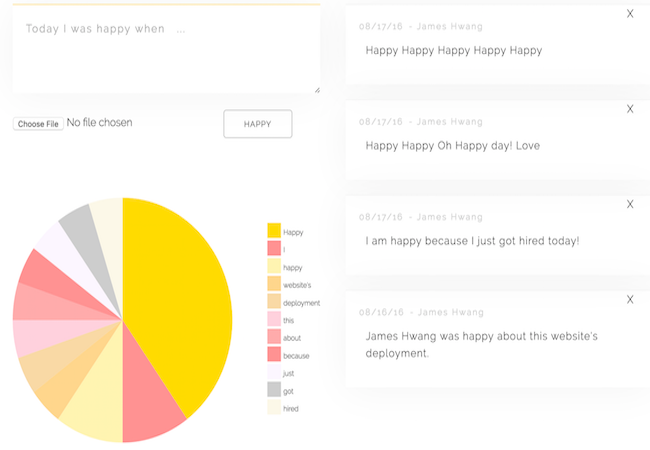 Today I was happy when ...
Choose File No file chosen
HAPPY
Happy
I
happy
website's
deployment
this
about
because
just
got
hired
X
08/17/16 - James Hwang
Happy Happy Happy Happy Happy
X
08/17/16 - James Hwang
Happy Happy Oh Happy day! Love
X
08/17/16 - James Hwang
I am happy because I just got hired today!
X
08/16/16 - James Hwang
James Hwang was happy about this website's
deployment.